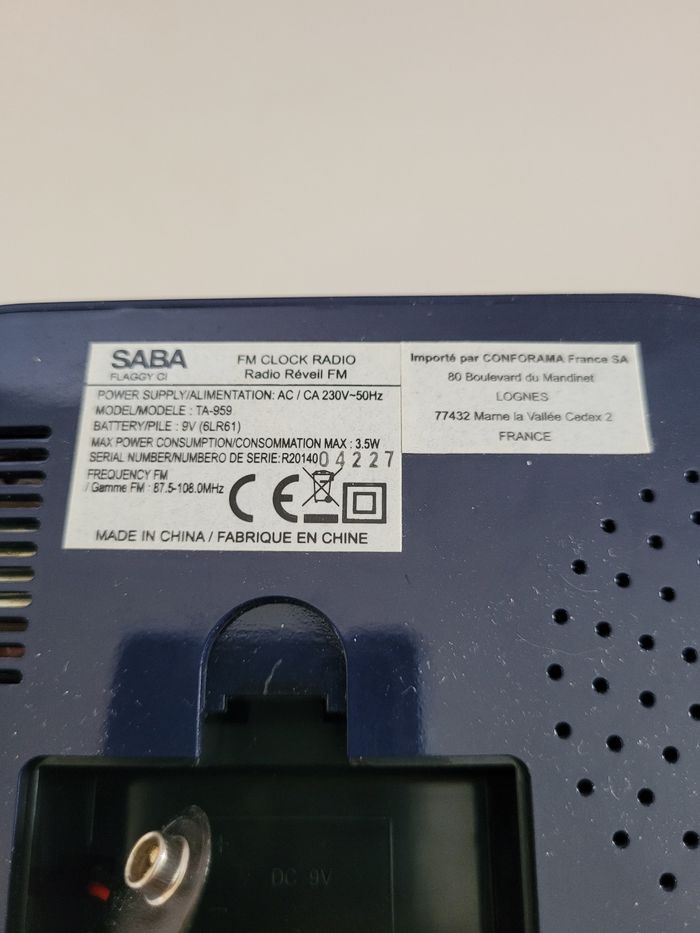 SABA
FLAGGY CI
FM CLOCK RADIO
Radio Réveil FM
POWER SUPPLY/ALIMENTATION: AC / CA 230V~50Hz
MODEL/MODELE : TA-959
BATTERY/PILE : 9V (6LR61)
MAX POWER CONSUMPTION/CONSOMMATION MAX : 3.5W
SERIAL NUMBER/NUMBERO DE SERIE: R2014004227
FREQUENCY FM
/ Gamme FM : 87.5-108.0MHz
CE
MADE IN CHINA / FABRIQUE EN CHINE
Importé par CONFORAMA France SA
80 Boulevard du Mandinet
LOGNES
77432 Marne la Vallée Cedex 2
FRANCE
DC 9V